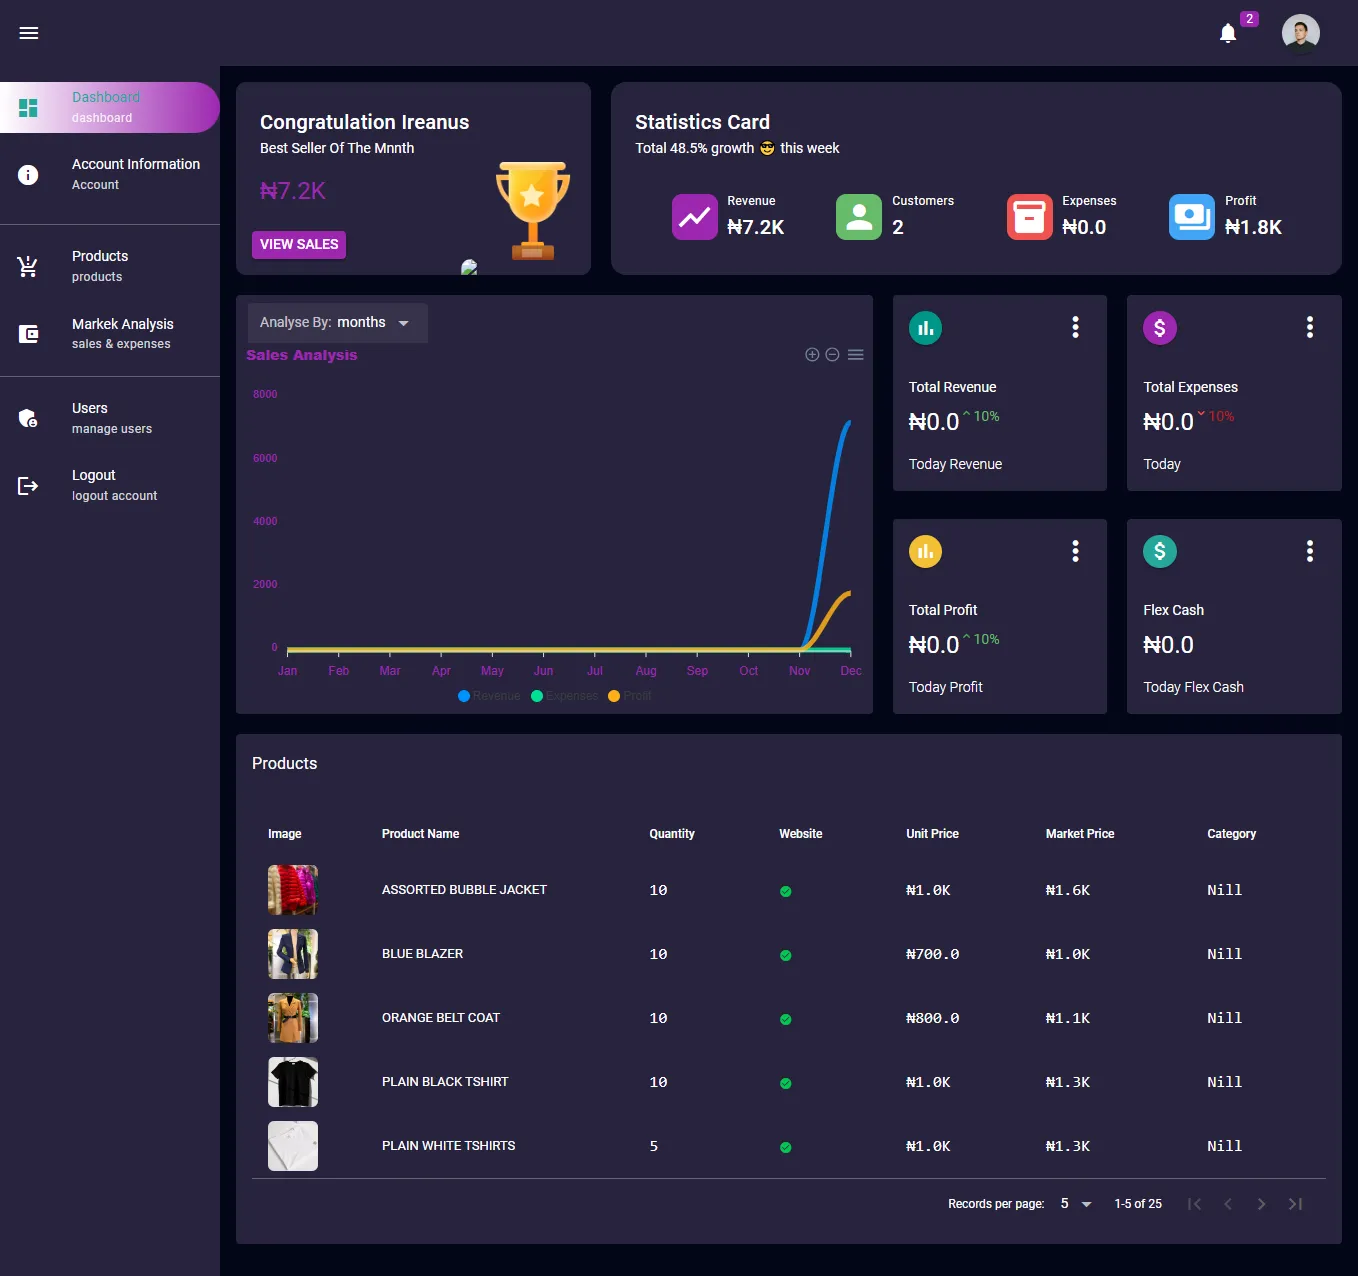 2
Dashboard
dashboard
Account Information
Account
Products
products
Markek Analysis
sales & expenses
Users
manage users
Logout
logout account
Congratulation Ireanus
Best Seller Of The Mnnth
₦7.2K
VIEW SALES
Statistics Card
Total 48.5% growth 😎 this week
Revenue
₦7.2K
Customers
2
Expenses
₦0.0
Profit
₦1.8K
Analyse By: months
Sales Analysis
8000
6000
4000
2000
0
Jan Feb Mar Apr May Jun Jul Aug Sep Oct Nov Dec
Revenue Expenses Profit
Total Revenue
₦0.0 10%
Today Revenue
Total Expenses
₦0.0 10%
Today
Total Profit
₦0.0 10%
Today Profit
Flex Cash
₦0.0
Today Flex Cash
Products
Image Product Name Quantity Website Unit Price Market Price Category
ASSORTED BUBBLE JACKET 10 ₦1.0K ₦1.6K Nill
BLUE BLAZER 10 ₦700.0 ₦1.0K Nill
ORANGE BELT COAT 10 ₦800.0 ₦1.1K Nill
PLAIN BLACK TSHIRT 10 ₦1.0K ₦1.3K Nill
PLAIN WHITE TSHIRTS 5 ₦1.0K ₦1.3K Nill
Records per page: 5 1-5 of 25